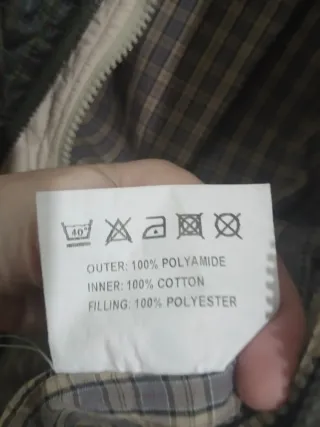 40°
OUTER: 100% POLYAMIDE
INNER: 100% COTTON
FILLING: 100% POLYESTER